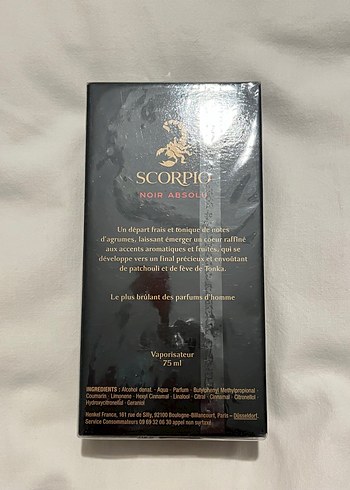 SCORPIO
NOIR ABSOLU
Un départ frais et tonique de notes
d'agrumes, laissant émerger un cœur raffiné
aux accents aromatiques et fruités, qui se
développe vers un final précieux et envoûtant
de patchouli et de fève de Tonka.
Le plus brûlant des parfums d'homme
Vaporisateur
75 ml
INGRÉDIENTS : Alcohol denat. · Aqua · Parfum · Butylphenyl Methylpropional ·
Coumarin · Limonene · Hexyl Cinnamal · Linalool · Citral · Cinnamal · Citronellol
Hydroxycitronellal · Geraniol
Henkel France, 161 rue de Silly, 92100 Boulogne-Billancourt, Paris – Düsseldorf
Service Consommateurs 09 69 32 66 30 appel non surtaxé.